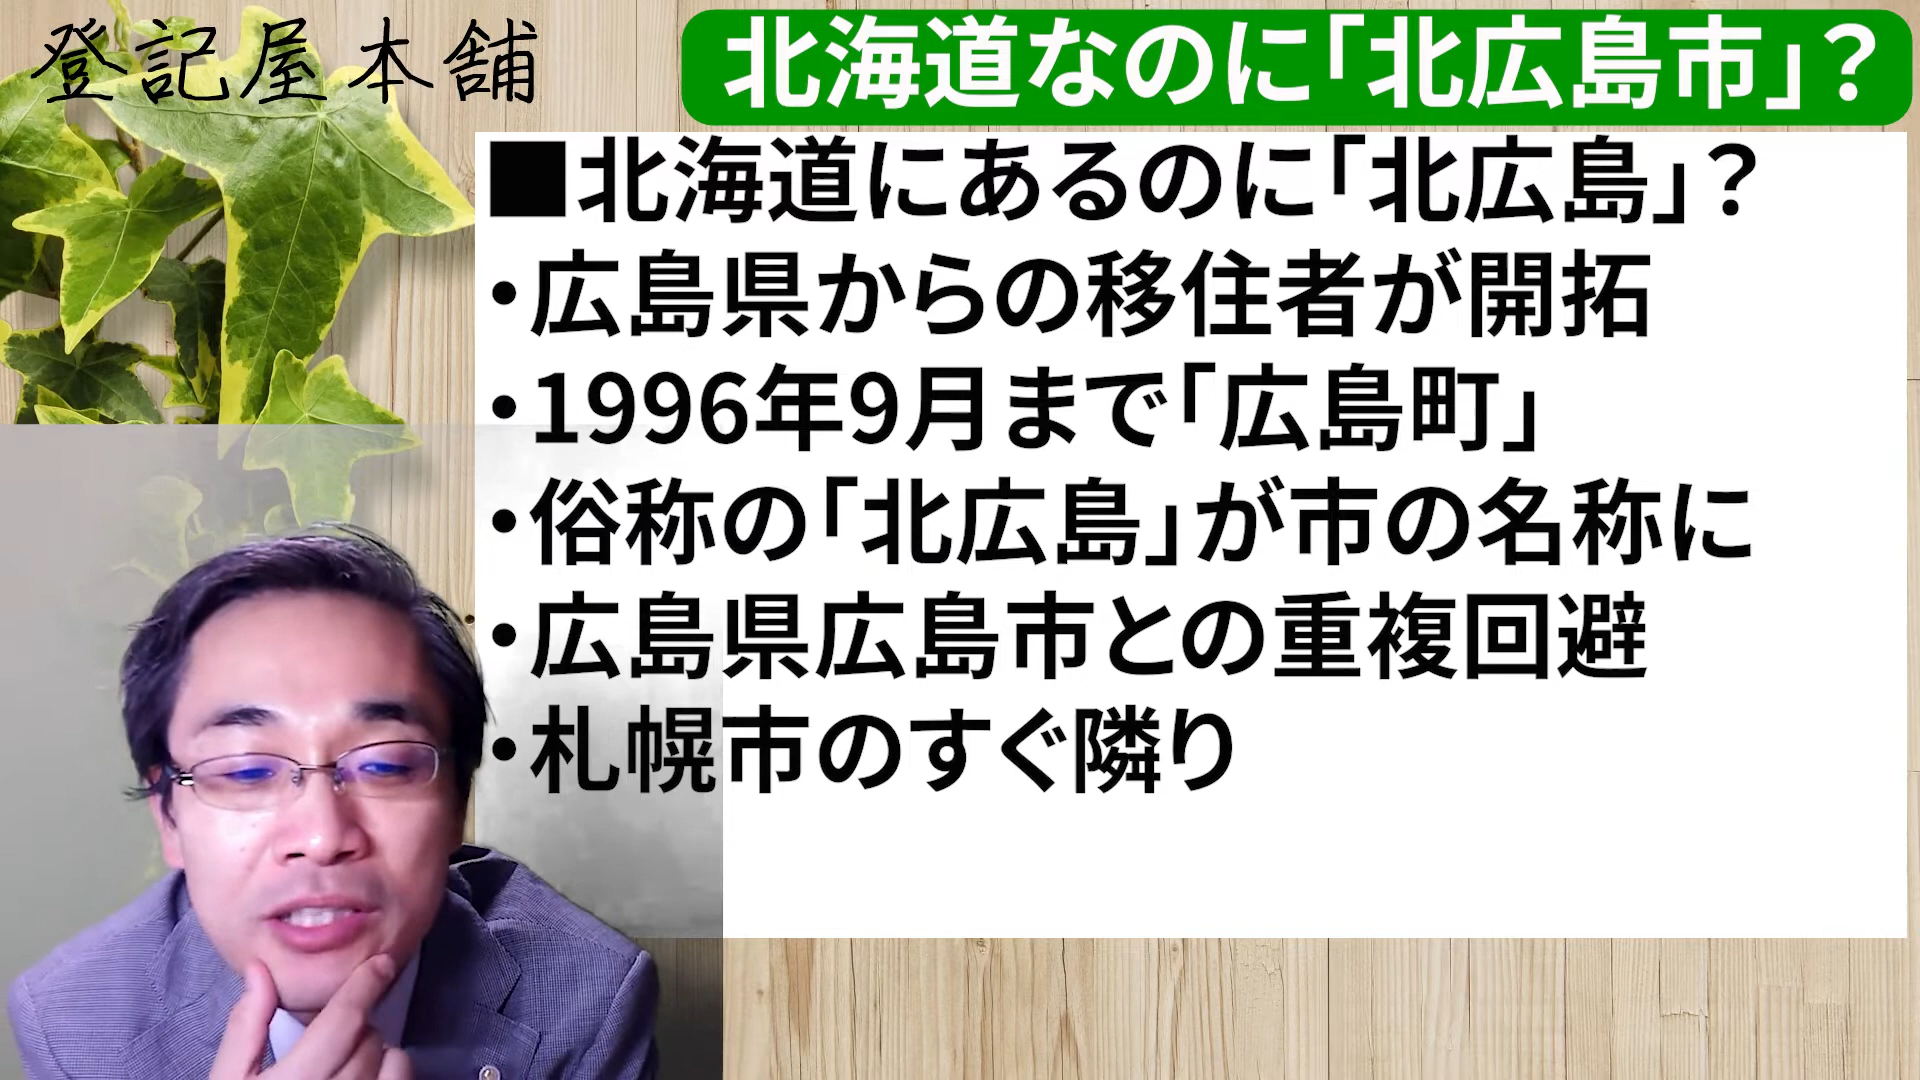 登記屋本舗
北海道なのに「北広島市」？
■北海道にあるのに「北広島」？
・広島県からの移住者が開拓
・1996年9月まで「広島町」
・俗称の「北広島」が市の名称に
・広島県広島市との重複回避
・札幌市のすぐ隣り